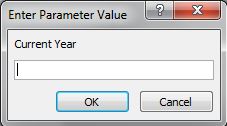 Enter Parameter Value
?
Current Year
OK
Cancel